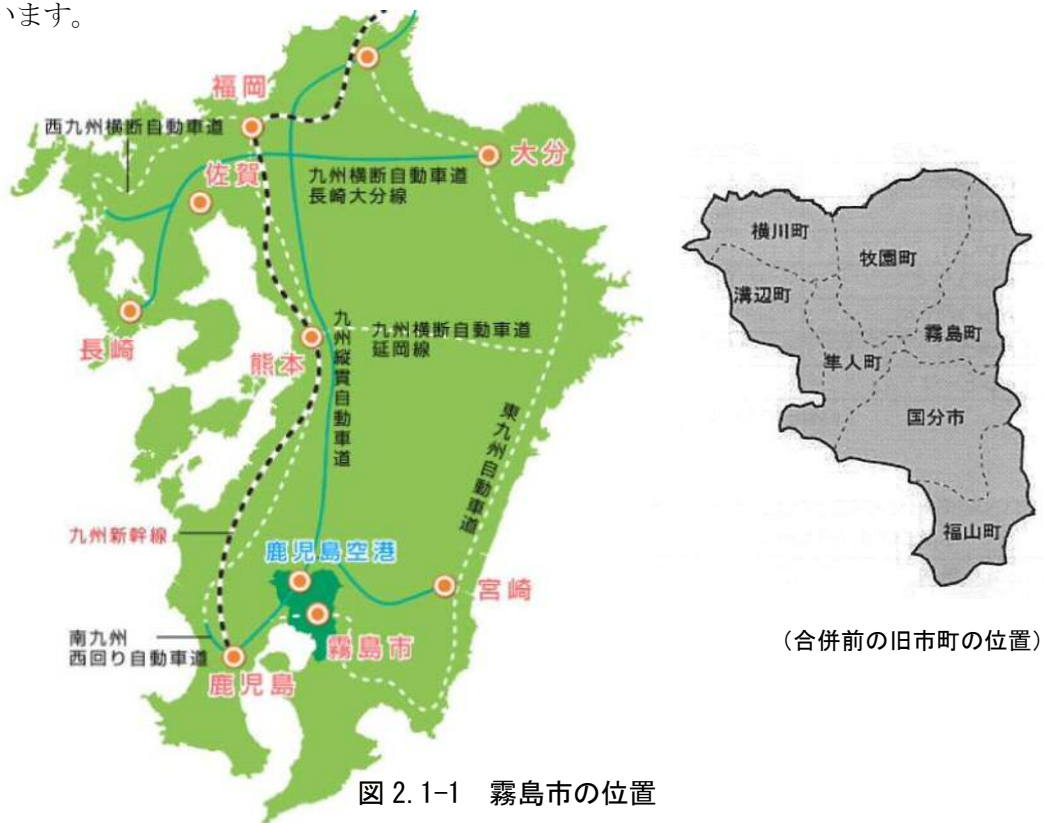 います。
福岡
西九州横断自動車道
佐賀
大分
九州横断自動車道
長崎大分線
長崎
熊本
九州縦貫自動車道
九州横断自動車道
延岡線
東九州自動車道
九州新幹線
鹿児島空港
宮崎
霧島市
南九州
西回り自動車道
鹿児島
横川町
牧園町
溝辺町
霧島町
隼人町
国分市
福山町
(合併前の旧市町の位置)
図 2.1-1 霧島市の位置